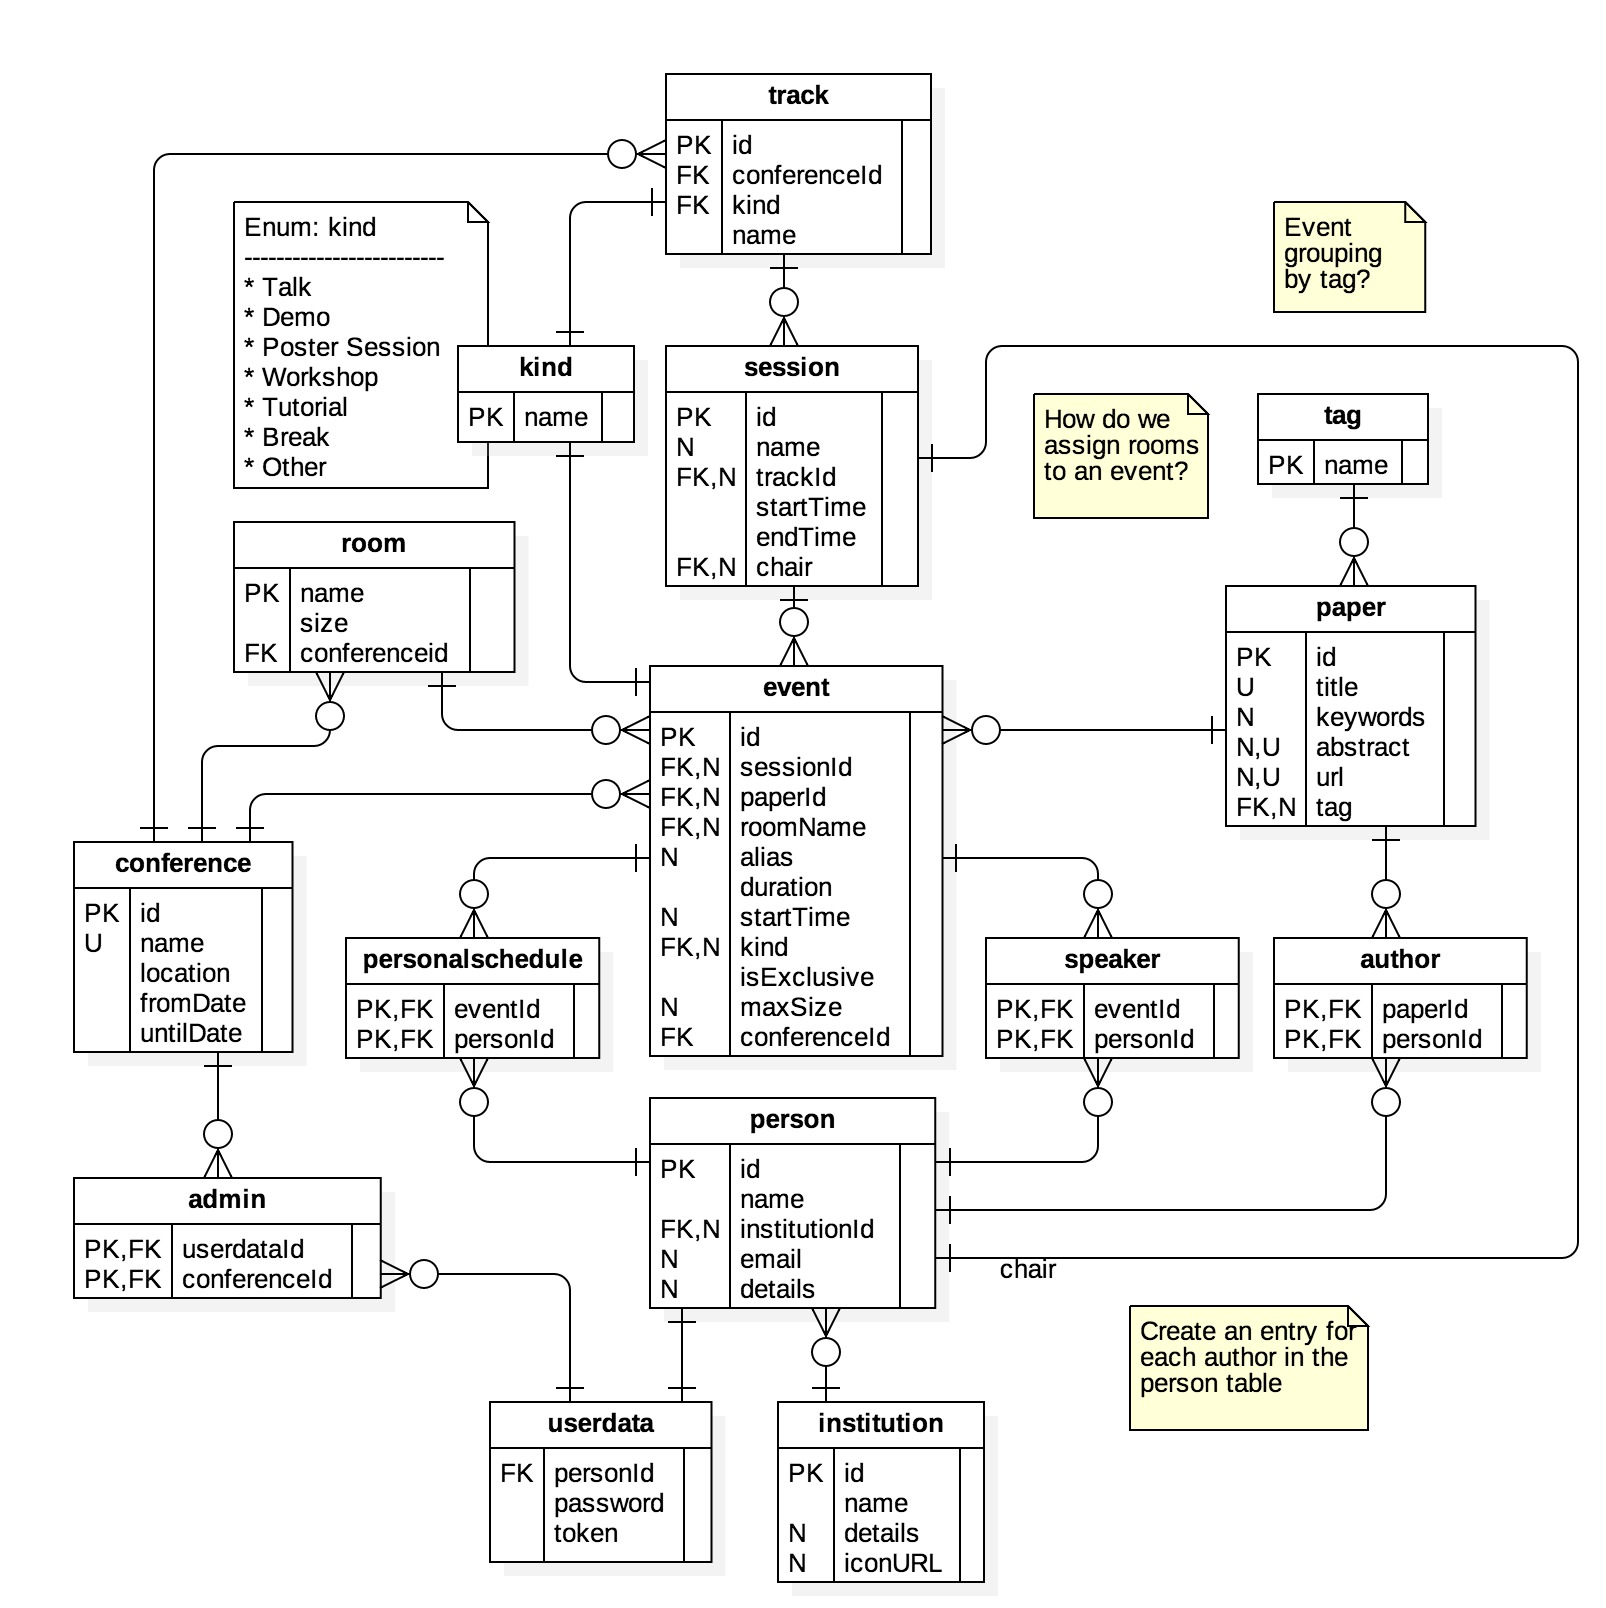 track
PK id
FK conferenceId
FK kind
name
Enum: kind
-------------------------
* Talk
* Demo
* Poster Session
* Workshop
* Tutorial
* Break
* Other
Event
grouping
by tag?
kind
PK name
session
PK id
N name
FK,N trackId
startTime
endTime
FK,N chair
How do we
assign rooms
to an event?
tag
PK name
room
PK name
size
FK conferenceid
paper
PK id
U title
N keywords
N,U abstract
N,U url
FK,N tag
event
PK id
FK,N sessionId
FK,N paperId
FK,N roomName
N alias
duration
N startTime
FK,N kind
isExclusive
N maxSize
FK conferenceId
conference
PK id
U name
location
fromDate
untilDate
personalschedule
PK,FK eventId
PK,FK personId
speaker
PK,FK eventId
PK,FK personId
author
PK,FK paperId
PK,FK personId
person
PK id
name
FK,N institutionId
N email
N details
admin
PK,FK userdataId
PK,FK conferenceId
chair
Create an entry for
each author in the
person table
userdata
FK personId
password
token
institution
PK id
name
N details
N iconURL